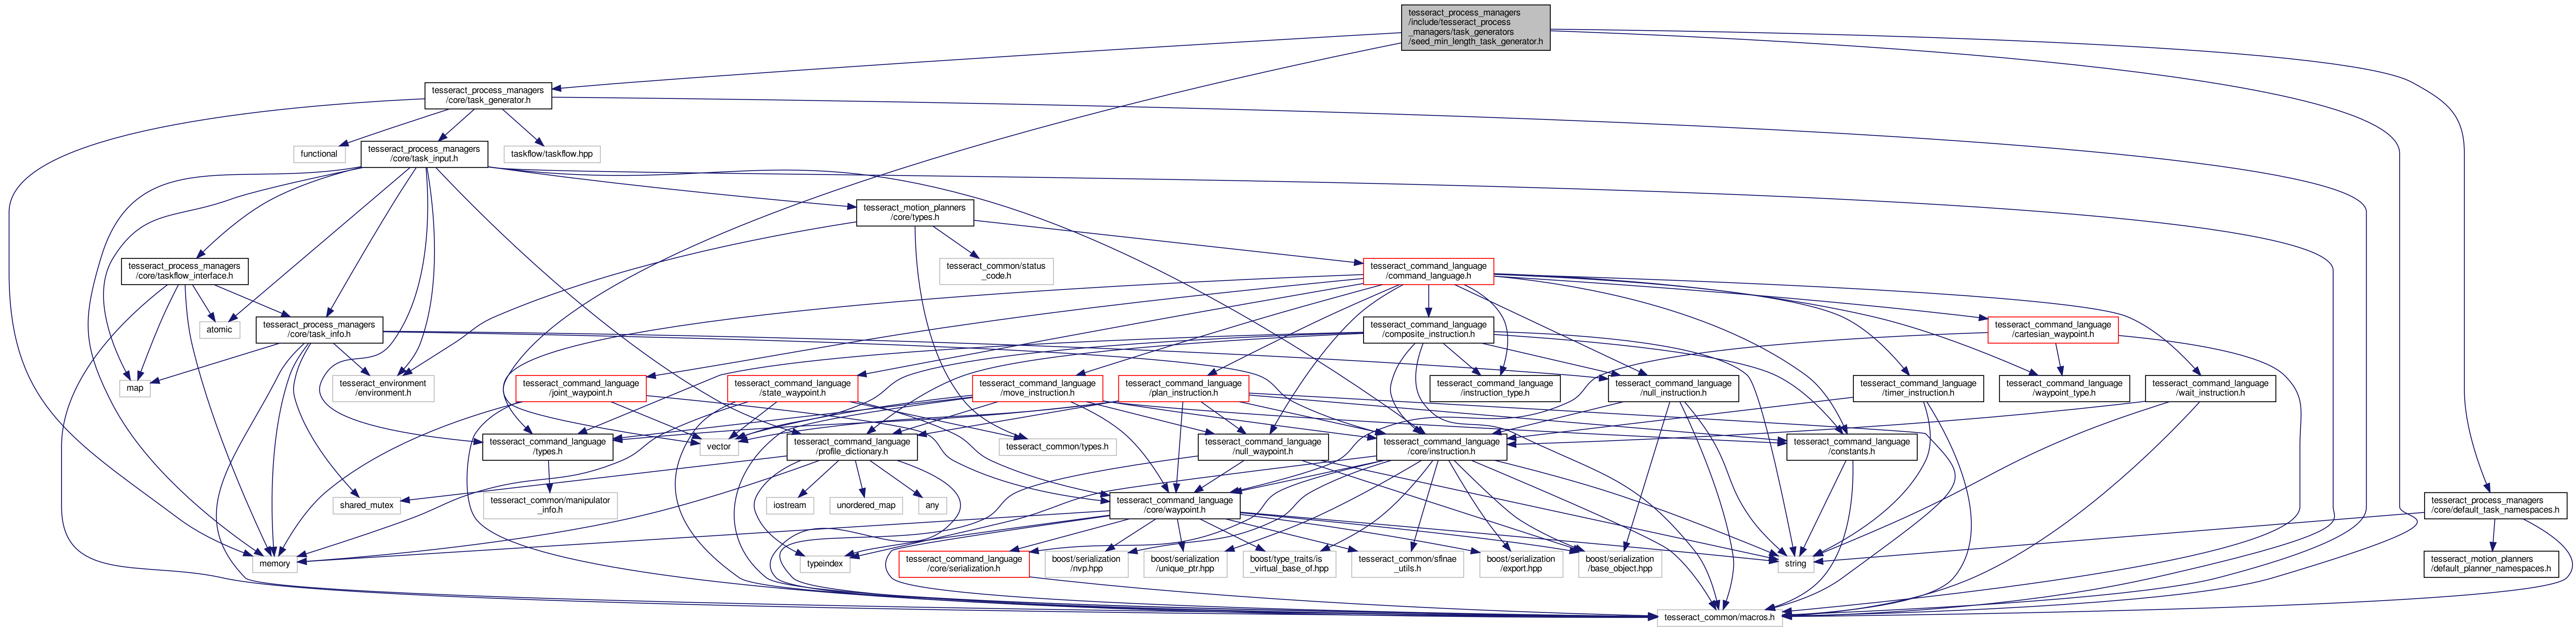 tesseract_process_managers
/include/tesseract_process
_managers/task_generators
/seed_min_length_task_generator.h
tesseract_process_managers
/core/task_generator.h
functional
tesseract_process_managers
/core/task_input.h
taskflow/taskflow.hpp
tesseract_motion_planners
/core/types.h
tesseract_process_managers
/core/taskflow_interface.h
tesseract_common/status
_code.h
tesseract_command_language
/command_language.h
atomic
tesseract_process_managers
/core/task_info.h
tesseract_command_language
/composite_instruction.h
tesseract_command_language
/cartesian_waypoint.h
map
tesseract_environment
/environment.h
tesseract_command_language
/joint_waypoint.h
tesseract_command_language
/state_waypoint.h
tesseract_command_language
/move_instruction.h
tesseract_command_language
/plan_instruction.h
tesseract_command_language
/instruction_type.h
tesseract_command_language
/null_instruction.h
tesseract_command_language
/timer_instruction.h
tesseract_command_language
/waypoint_type.h
tesseract_command_language
/wait_instruction.h
tesseract_command_language
/types.h
vector
tesseract_command_language
/profile_dictionary.h
tesseract_common/types.h
tesseract_command_language
/null_waypoint.h
tesseract_command_language
/core/instruction.h
tesseract_command_language
/constants.h
shared_mutex
tesseract_common/manipulator
_info.h
iostream
unordered_map
any
tesseract_command_language
/core/waypoint.h
tesseract_process_managers
/core/default_task_namespaces.h
memory
typeindex
tesseract_command_language
/core/serialization.h
boost/serialization
/nvp.hpp
boost/serialization
/unique_ptr.hpp
boost/type_traits/is
_virtual_base_of.hpp
tesseract_common/sfinae
_utils.h
boost/serialization
/export.hpp
boost/serialization
/base_object.hpp
string
tesseract_motion_planners
/default_planner_namespaces.h
tesseract_common/macros.h